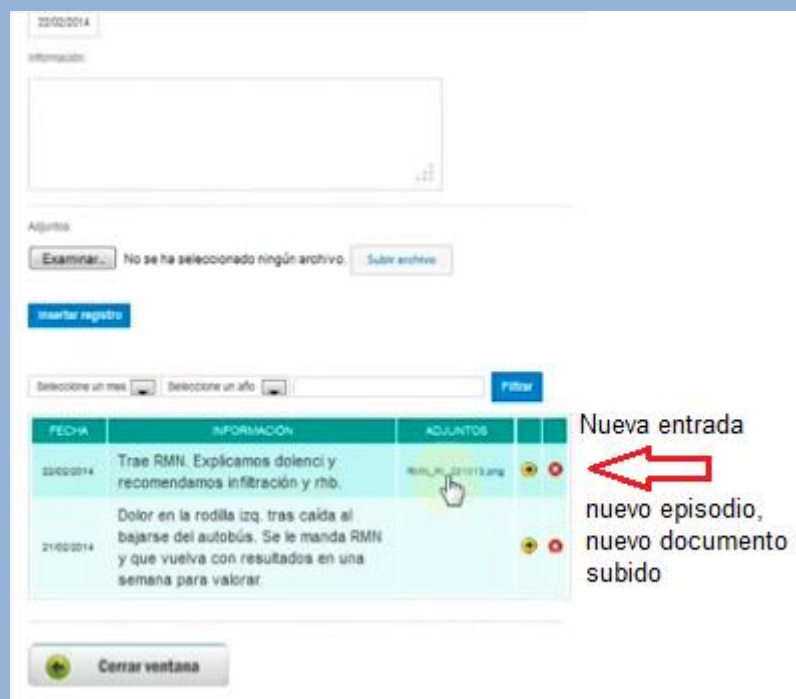 22/02/2014
Información:
Adjuntos
Examinar.. No se ha seleccionado ningún archivo. Subir archivo
Insertar registro
Seleccione un mes Seleccione un año Filtrar
FECHA INFORMACIÓN ADJUNTOS
22/02/2014
Trae RMN. Explicamos dolenci y
recomendamos infiltración y rhb.
Nueva entrada
nuevo episodio,
nuevo documento
subido
21/02/2014
Dolor en la rodilla izq. tras caída al
bajarse del autobús. Se le manda RMN
y que vuelva con resultados en una
semana para valorar.
Cerrar ventana